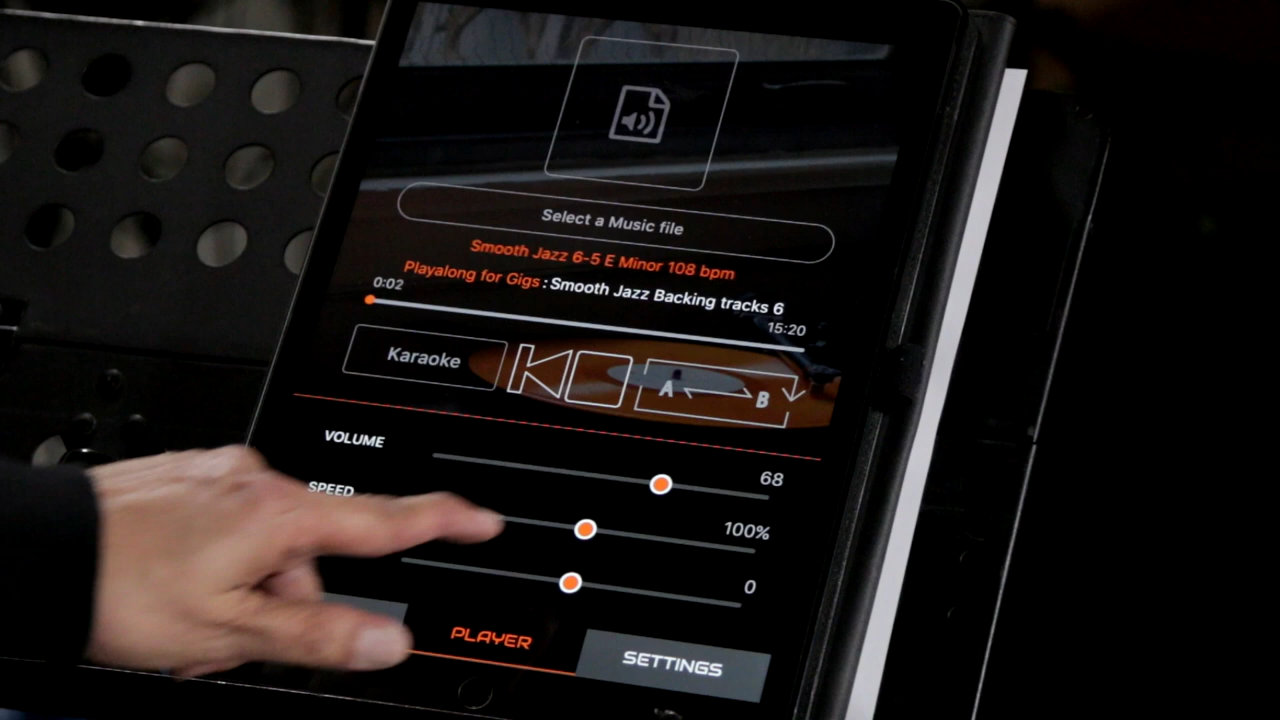 Select a Music file
Smooth Jazz 6-5 E Minor 108 bpm
Playalong for Gigs : Smooth Jazz Backing tracks 6
0:02
15:20
Karaoke
A
B
VOLUME
68
SPEED
100%
0
PLAYER
SETTINGS